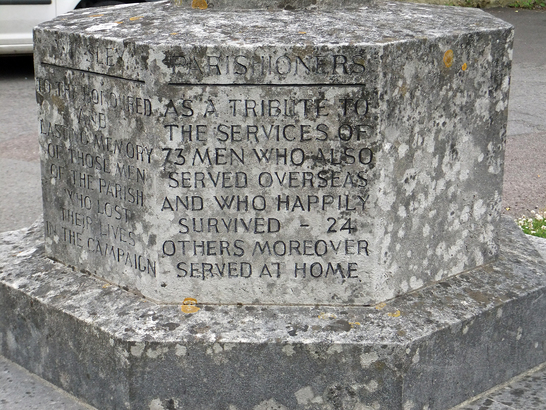 PARISHIONERS
TO THE HONOURED
AND
LASTING MEMORY
OF THOSE MEN
OF THE PARISH
WHO LOST
THEIR LIVES
IN THE CAMPAIGN
AS A TRIBUTE TO
THE SERVICES OF
73 MEN WHO ALSO
SERVED OVERSEAS
AND WHO HAPPILY
SURVIVED - 24
OTHERS MOREOVER
SERVED AT HOME